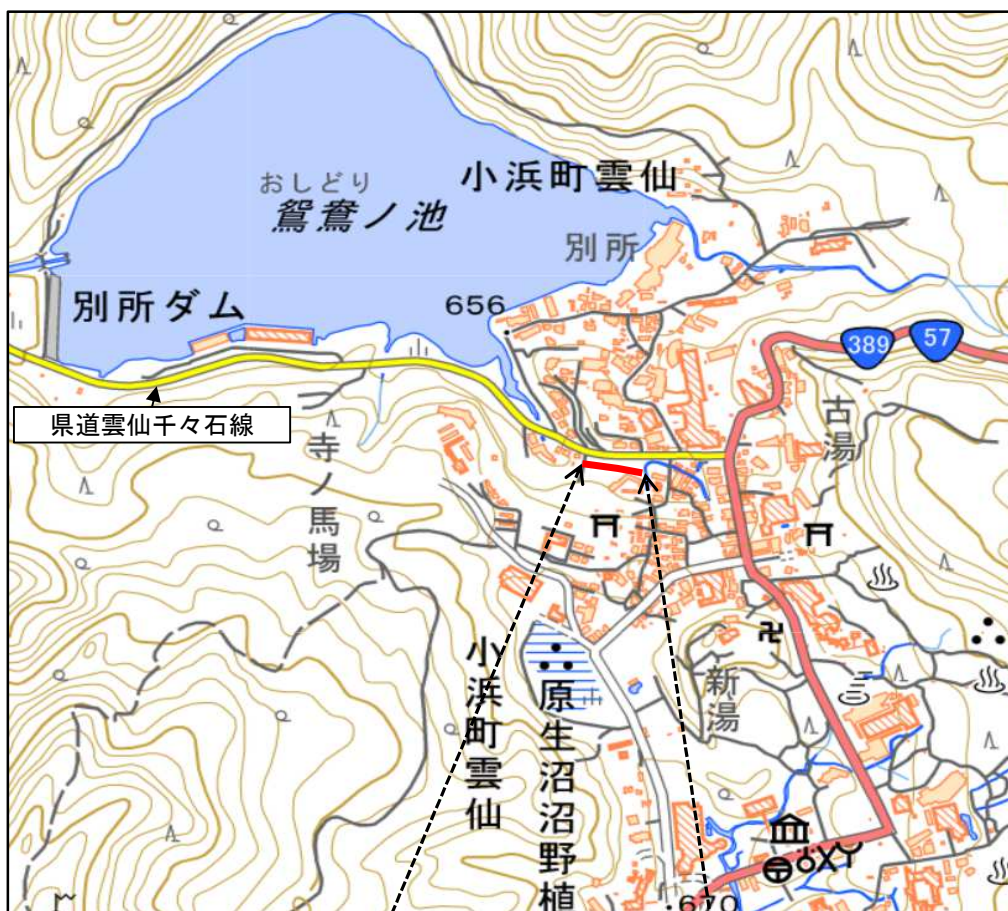 小浜町雲仙
おしどり
鴛鴦ノ池
別所
別所ダム
656
389
57
県道雲仙千々石線
古湯
寺ノ馬場
小浜町雲仙
原生沼沼野植
新湯
670